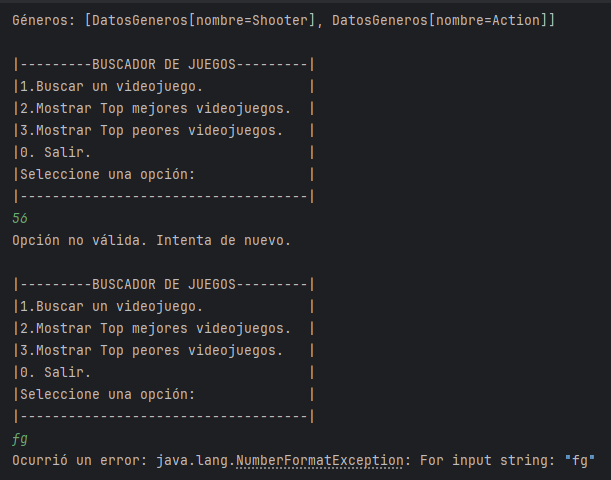 Géneros: [DatosGeneros[nombre=Shooter], DatosGeneros[nombre=Action]]
|---------BUSCADOR DE JUEGOS---------|
|1.Buscar un videojuego.             |
|2.Mostrar Top mejores videojuegos.  |
|3.Mostrar Top peores videojuegos.   |
|0. Salir.                           |
|Seleccione una opción:              |
|------------------------------------|
56
Opción no válida. Intenta de nuevo.
|---------BUSCADOR DE JUEGOS---------|
|1.Buscar un videojuego.             |
|2.Mostrar Top mejores videojuegos.  |
|3.Mostrar Top peores videojuegos.   |
|0. Salir.                           |
|Seleccione una opción:              |
|------------------------------------|
fg
Ocurrió un error: java.lang.NumberFormatException: For input string: "fg"